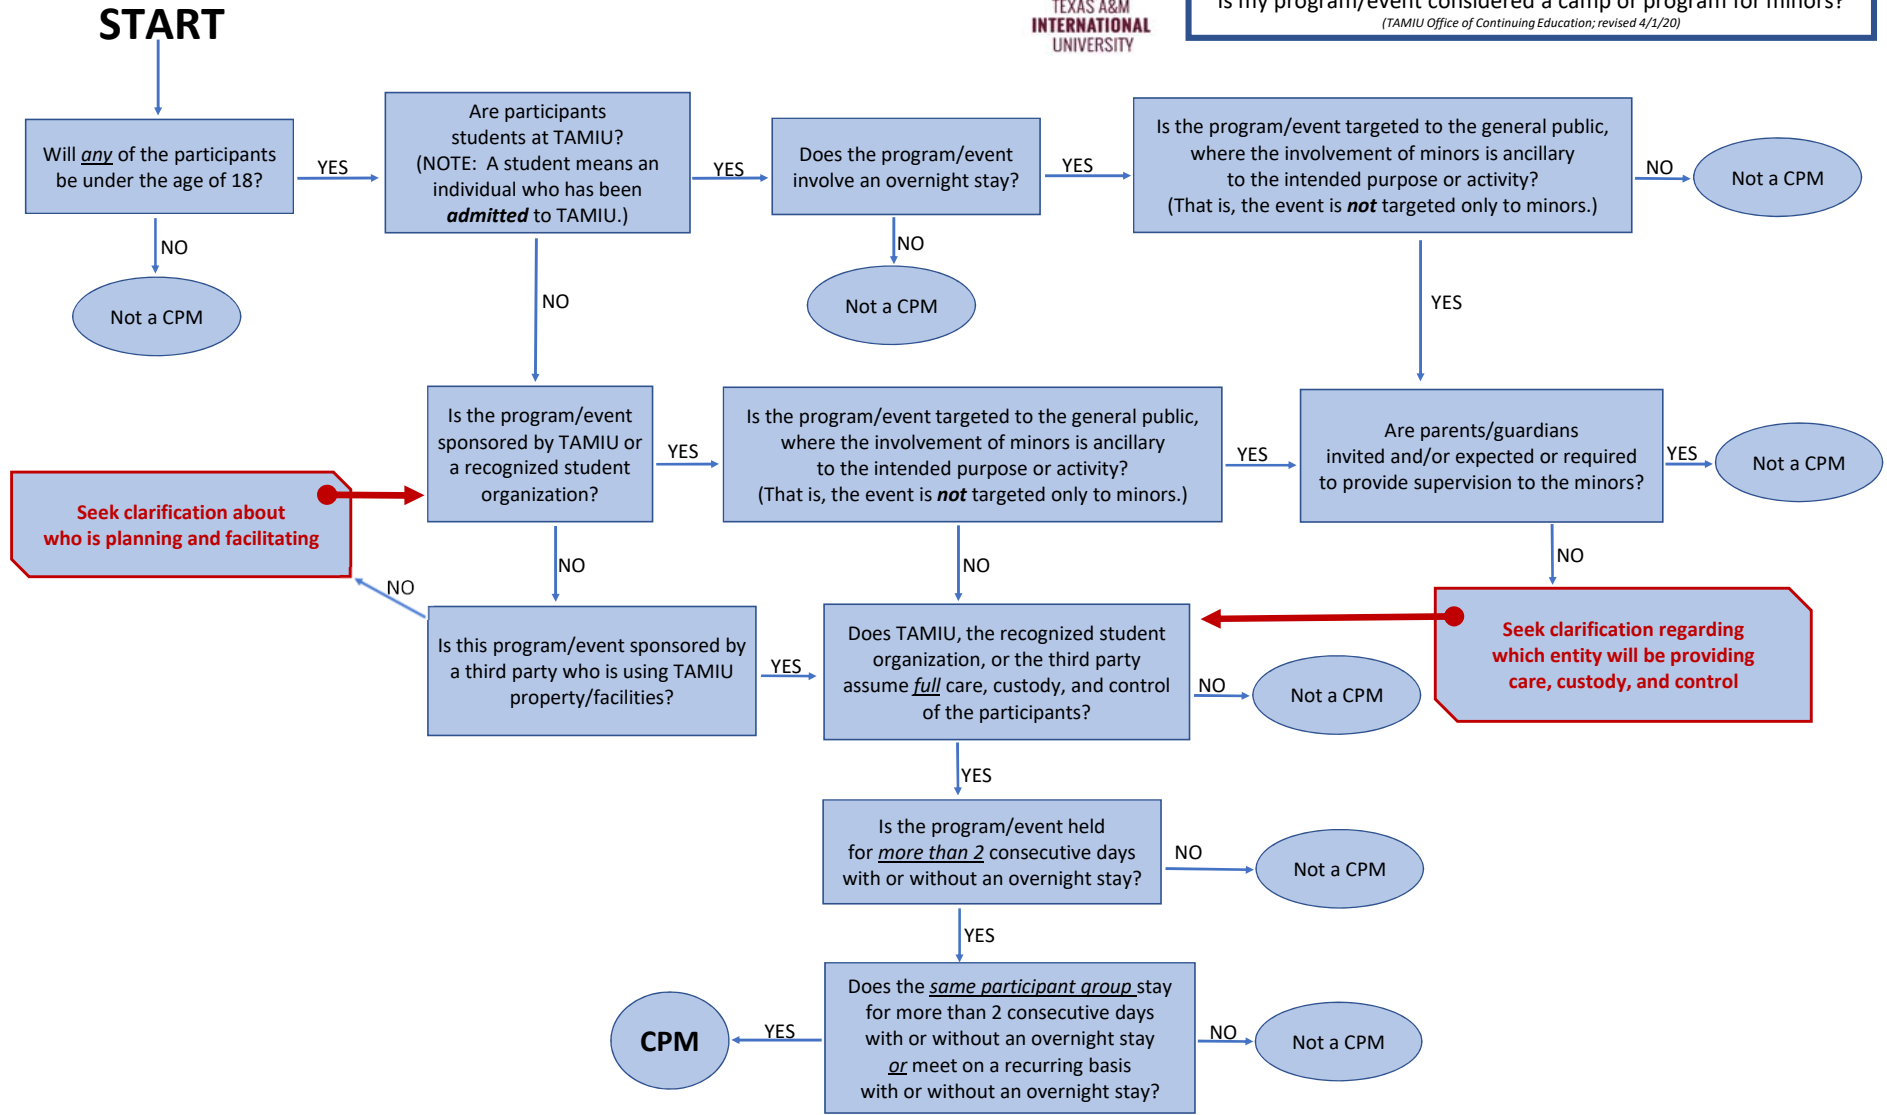 START
TEXAS A&M
INTERNATIONAL
UNIVERSITY
Is my program/event considered a camp or program for minors?
(TAMIU Office of Continuing Education; revised 4/1/20)
Will any of the participants
be under the age of 18?
YES
NO
Not a CPM
Are participants
students at TAMIU?
(NOTE: A student means an
individual who has been
admitted to TAMIU.)
YES
NO
Does the program/event
involve an overnight stay?
YES
NO
Not a CPM
Is the program/event targeted to the general public,
where the involvement of minors is ancillary
to the intended purpose or activity?
(That is, the event is not targeted only to minors.)
NO
Not a CPM
YES
Seek clarification about
who is planning and facilitating
Is the program/event
sponsored by TAMIU or
a recognized student
organization?
YES
NO
Is the program/event targeted to the general public,
where the involvement of minors is ancillary
to the intended purpose or activity?
(That is, the event is not targeted only to minors.)
YES
NO
Are parents/guardians
invited and/or expected or required
to provide supervision to the minors?
YES
Not a CPM
NO
NO
Is this program/event sponsored by
a third party who is using TAMIU
property/facilities?
YES
Does TAMIU, the recognized student
organization, or the third party
assume full care, custody, and control
of the participants?
NO
Not a CPM
Seek clarification regarding
which entity will be providing
care, custody, and control
YES
Is the program/event held
for more than 2 consecutive days
with or without an overnight stay?
NO
Not a CPM
YES
CPM
YES
Does the same participant group stay
for more than 2 consecutive days
with or without an overnight stay
or meet on a recurring basis
with or without an overnight stay?
NO
Not a CPM